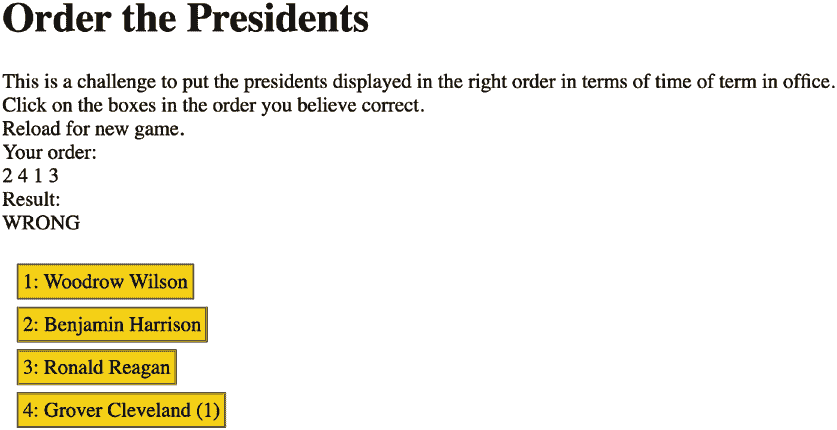 Order the Presidents
This is a challenge to put the presidents displayed in the right order in terms of time of term in office.
Click on the boxes in the order you believe correct.
Reload for new game.
Your order:
2 4 1 3
Result:
WRONG
1: Woodrow Wilson
2: Benjamin Harrison
3: Ronald Reagan
4: Grover Cleveland (1)